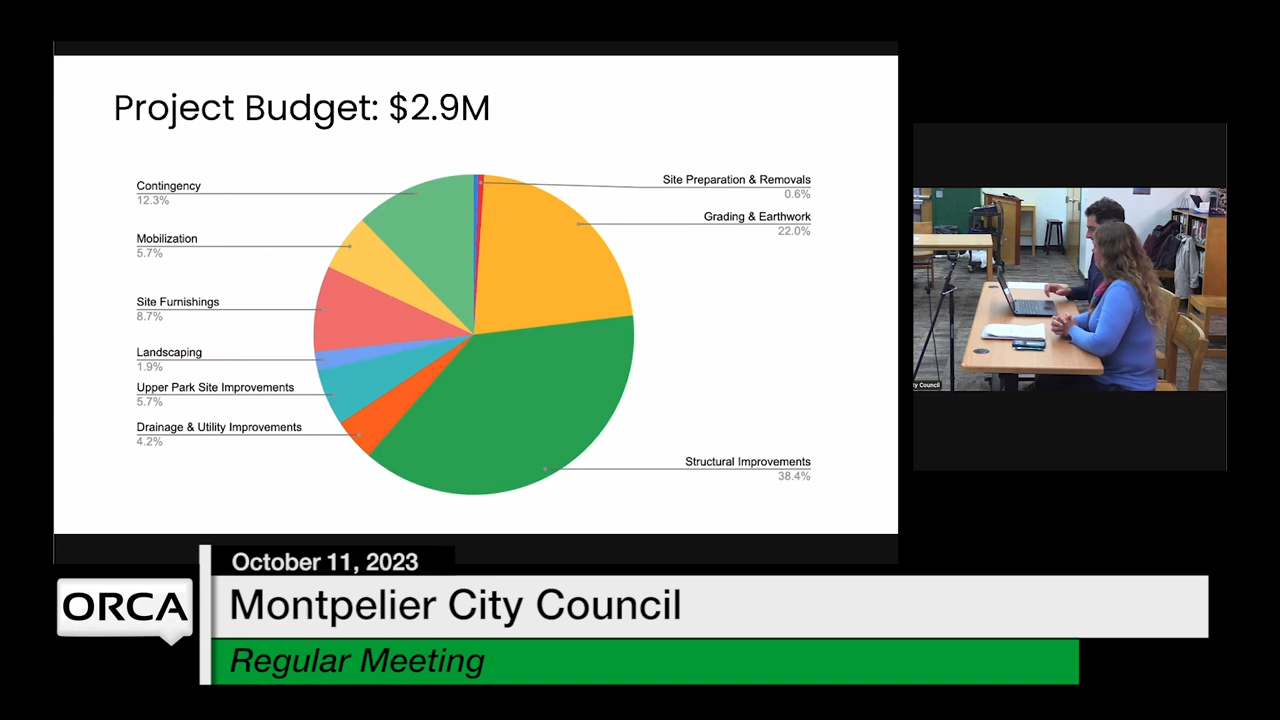 Project Budget: $2.9M
Contingency
12.3%
Mobilization
5.7%
Site Furnishings
8.7%
Landscaping
1.9%
Upper Park Site Improvements
5.7%
Drainage & Utility Improvements
4.2%
Site Preparation & Removals
0.6%
Grading & Earthwork
22.0%
Structural Improvements
38.4%
ty Council
October 11, 2023
ORCA
Montpelier City Council
Regular Meeting